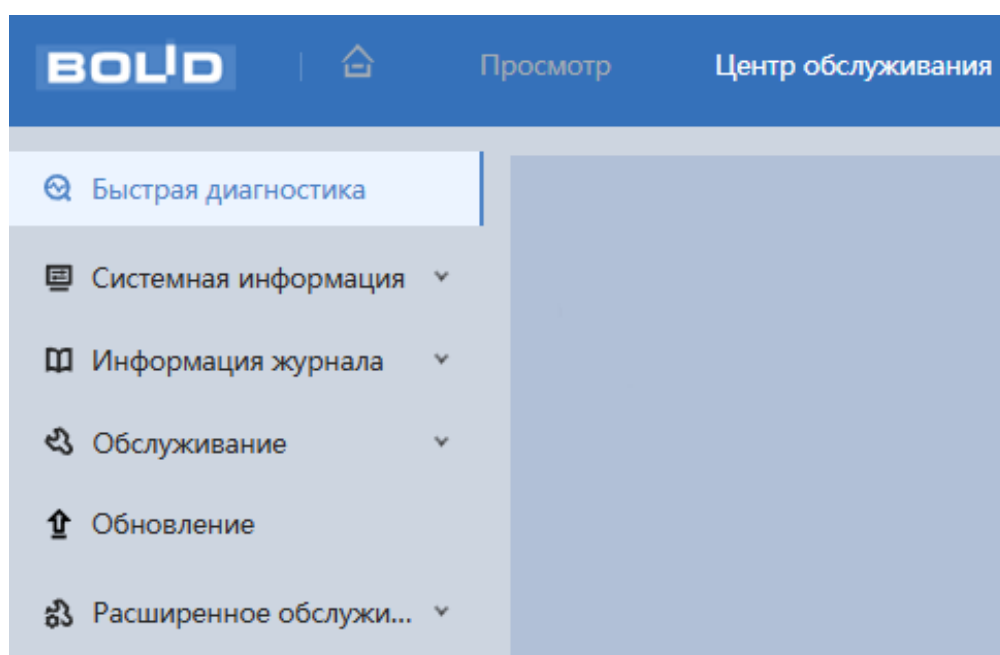 BOLID
Просмотр
Центр обслуживания
Быстрая диагностика
Системная информация
Информация журнала
Обслуживание
Обновление
Расширенное обслужи...